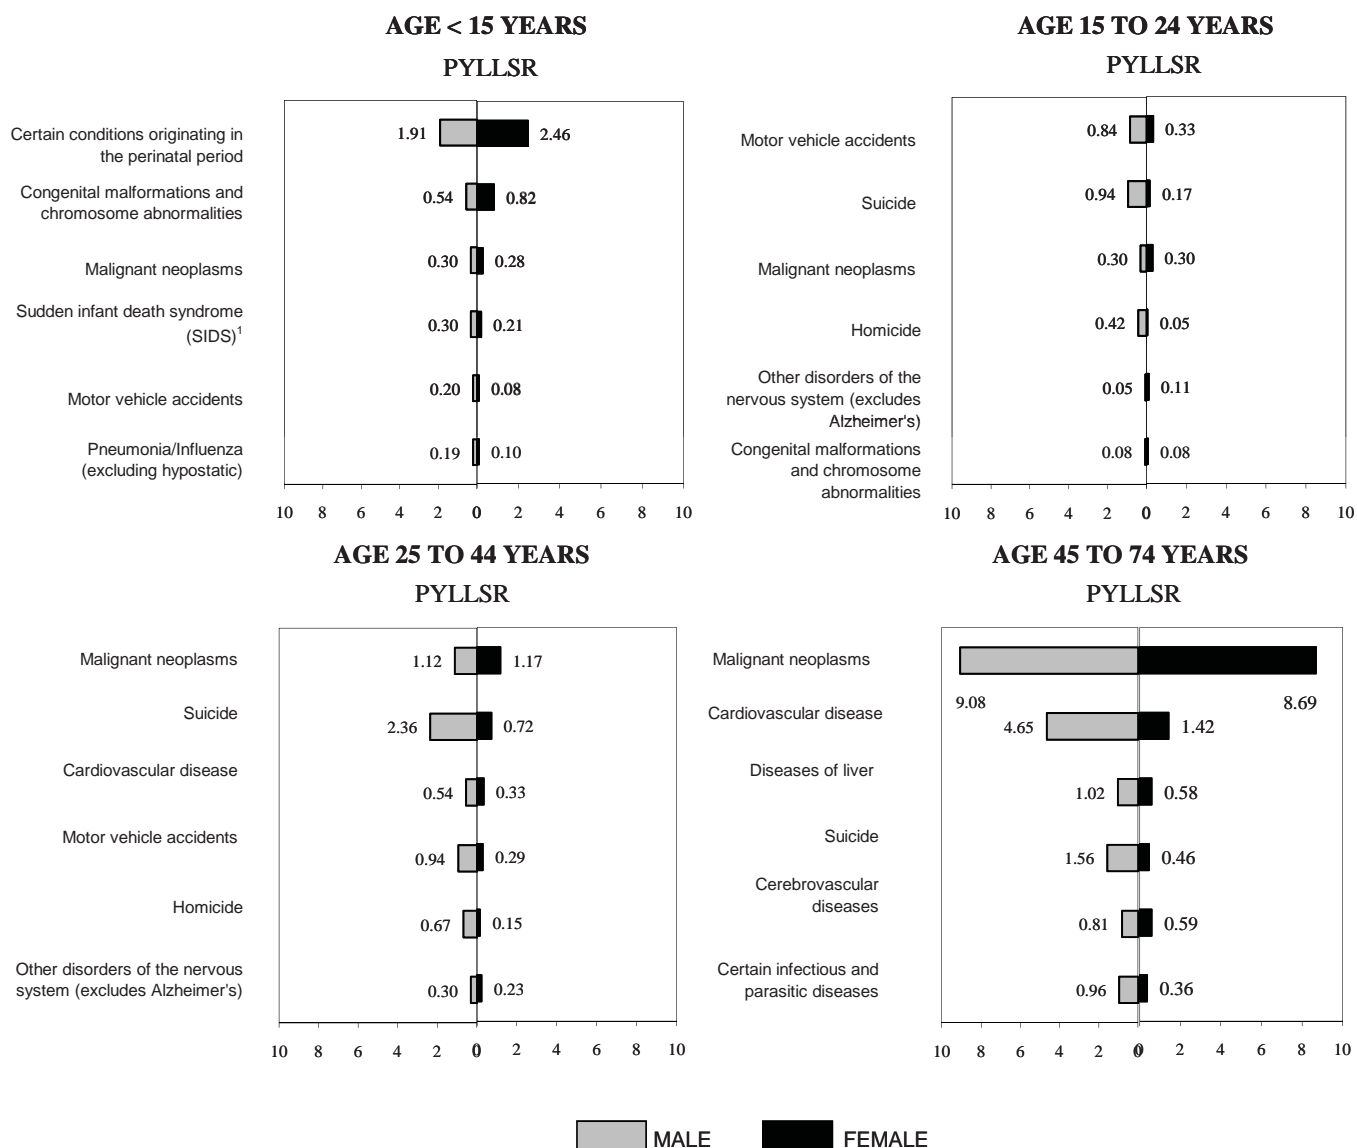 AGE < 15 YEARS
PYLLSR
Certain conditions originating in
the perinatal period
1.91 2.46
Congenital malformations and
chromosome abnormalities
0.54 0.82
Malignant neoplasms
0.30 0.28
Sudden infant death syndrome
(SIDS)1
0.30 0.21
Motor vehicle accidents
0.20 0.08
Pneumonia/Influenza
(excluding hypostatic)
0.19 0.10
10 8 6 4 2 0 2 4 6 8 10
AGE 15 TO 24 YEARS
PYLLSR
Motor vehicle accidents
0.84 0.33
Suicide
0.94 0.17
Malignant neoplasms
0.30 0.30
Homicide
0.42 0.05
Other disorders of the
nervous system (excludes
Alzheimer's)
0.05 0.11
Congenital malformations
and chromosome
abnormalities
0.08 0.08
10 8 6 4 2 0 2 4 6 8 10
AGE 25 TO 44 YEARS
PYLLSR
Malignant neoplasms
1.12 1.17
Suicide
2.36 0.72
Cardiovascular disease
0.54 0.33
Motor vehicle accidents
0.94 0.29
Homicide
0.67 0.15
Other disorders of the nervous
system (excludes Alzheimer's)
0.30 0.23
10 8 6 4 2 0 2 4 6 8 10
AGE 45 TO 74 YEARS
PYLLSR
Malignant neoplasms
9.08 8.69
Cardiovascular disease
4.65 1.42
Diseases of liver
1.02 0.58
Suicide
1.56 0.46
Cerebrovascular
diseases
0.81 0.59
Certain infectious and
parasitic diseases
0.96 0.36
10 8 6 4 2 0 2 4 6 8 10
MALE FEMALE